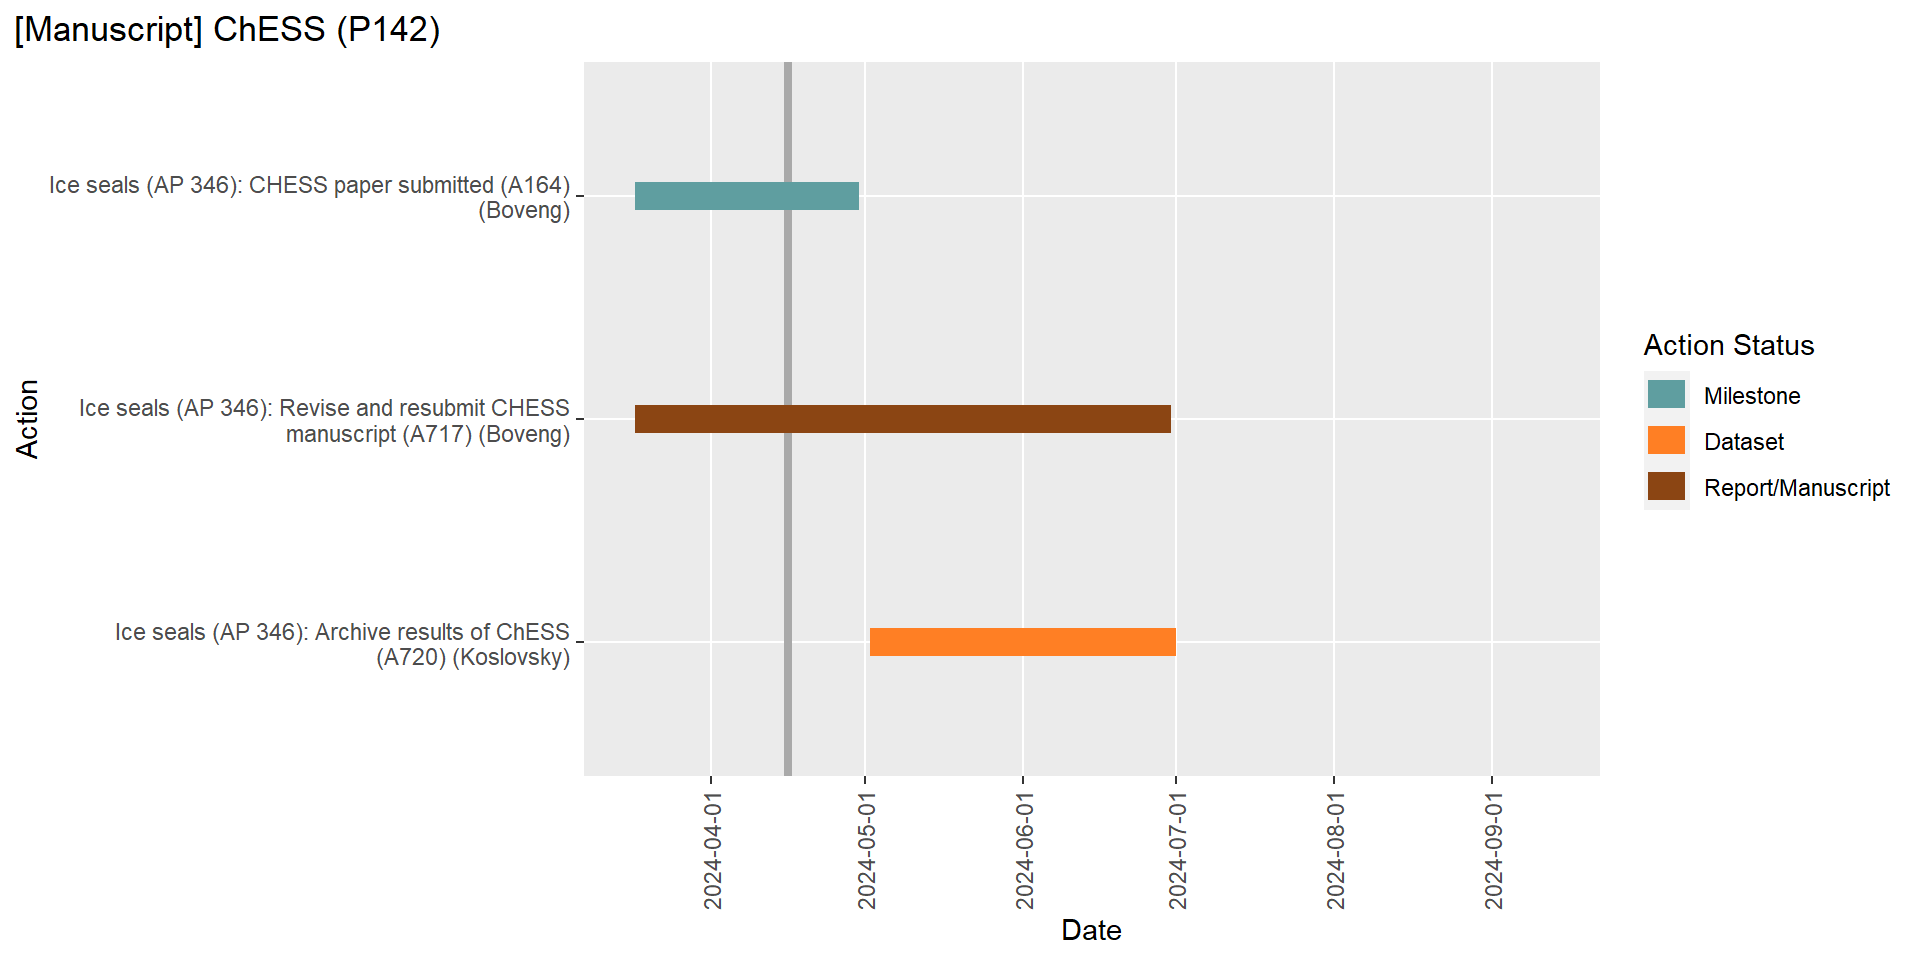 [Manuscript] ChESS (P142)
Ice seals (AP 346): CHESS paper submitted (A164)
(Boveng)
Ice seals (AP 346): Revise and resubmit CHESS
manuscript (A717) (Boveng)
Ice seals (AP 346): Archive results of ChESS
(A720) (Koslovsky)
Action
2024-04-01
2024-05-01
2024-06-01
2024-07-01
2024-08-01
2024-09-01
Date
Action Status
Milestone
Dataset
Report/Manuscript